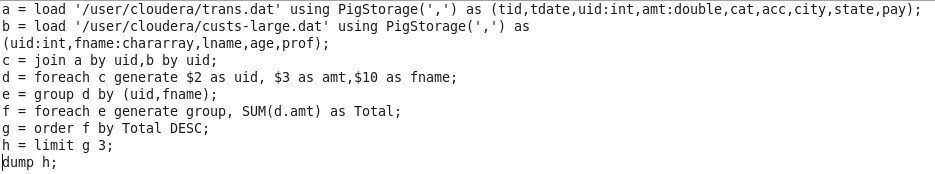 a = load '/user/cloudera/trans.dat' using PigStorage(',') as (tid,tdate,uid:int,amt:double,cat,acc,city,state,pay);
b = load '/user/cloudera/custs-large.dat' using PigStorage(',') as
(uid:int,fname:chararray,lname,age,prof);
c = join a by uid,b by uid;
d = foreach c generate $2 as uid, $3 as amt,$10 as fname;
e = group d by (uid,fname);
f = foreach e generate group, SUM(d.amt) as Total;
g = order f by Total DESC;
h = limit g 3;
dump h;